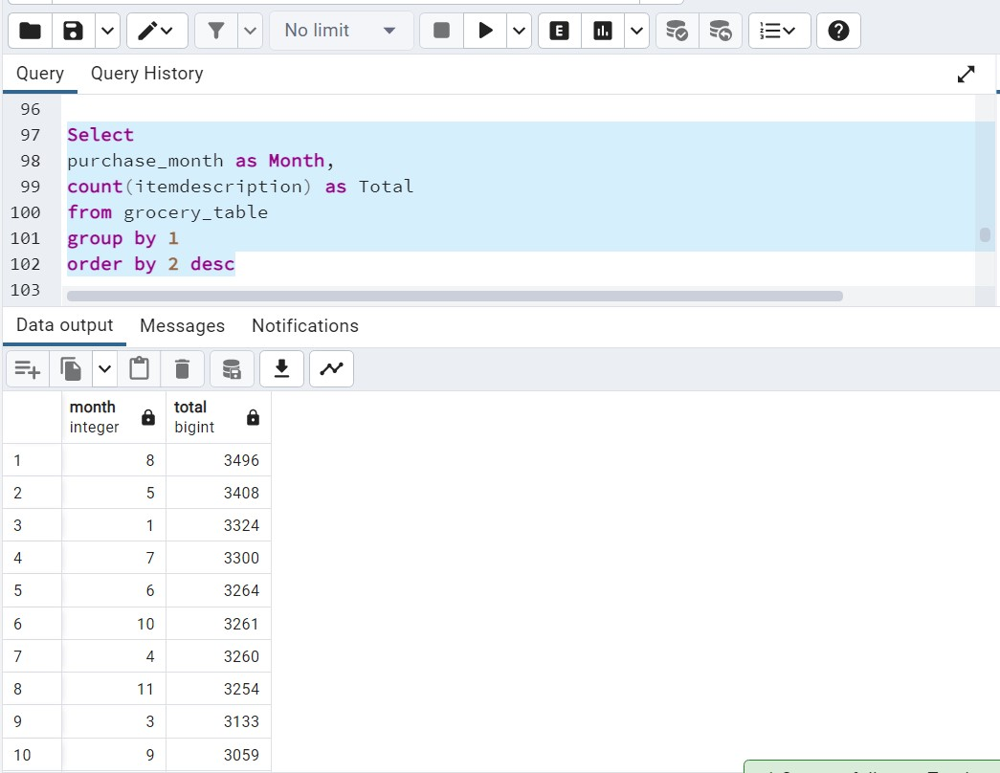 No limit
E
Query Query History
96
97 Select
98 purchase_month as Month,
99 count(itemdescription) as Total
100 from grocery_table
101 group by 1
102 order by 2 desc
103
Data output Messages Notifications
month total
integer bigint
1 8 3496
2 5 3408
3 1 3324
4 7 3300
5 6 3264
6 10 3261
7 4 3260
8 11 3254
9 3 3133
10 9 3059